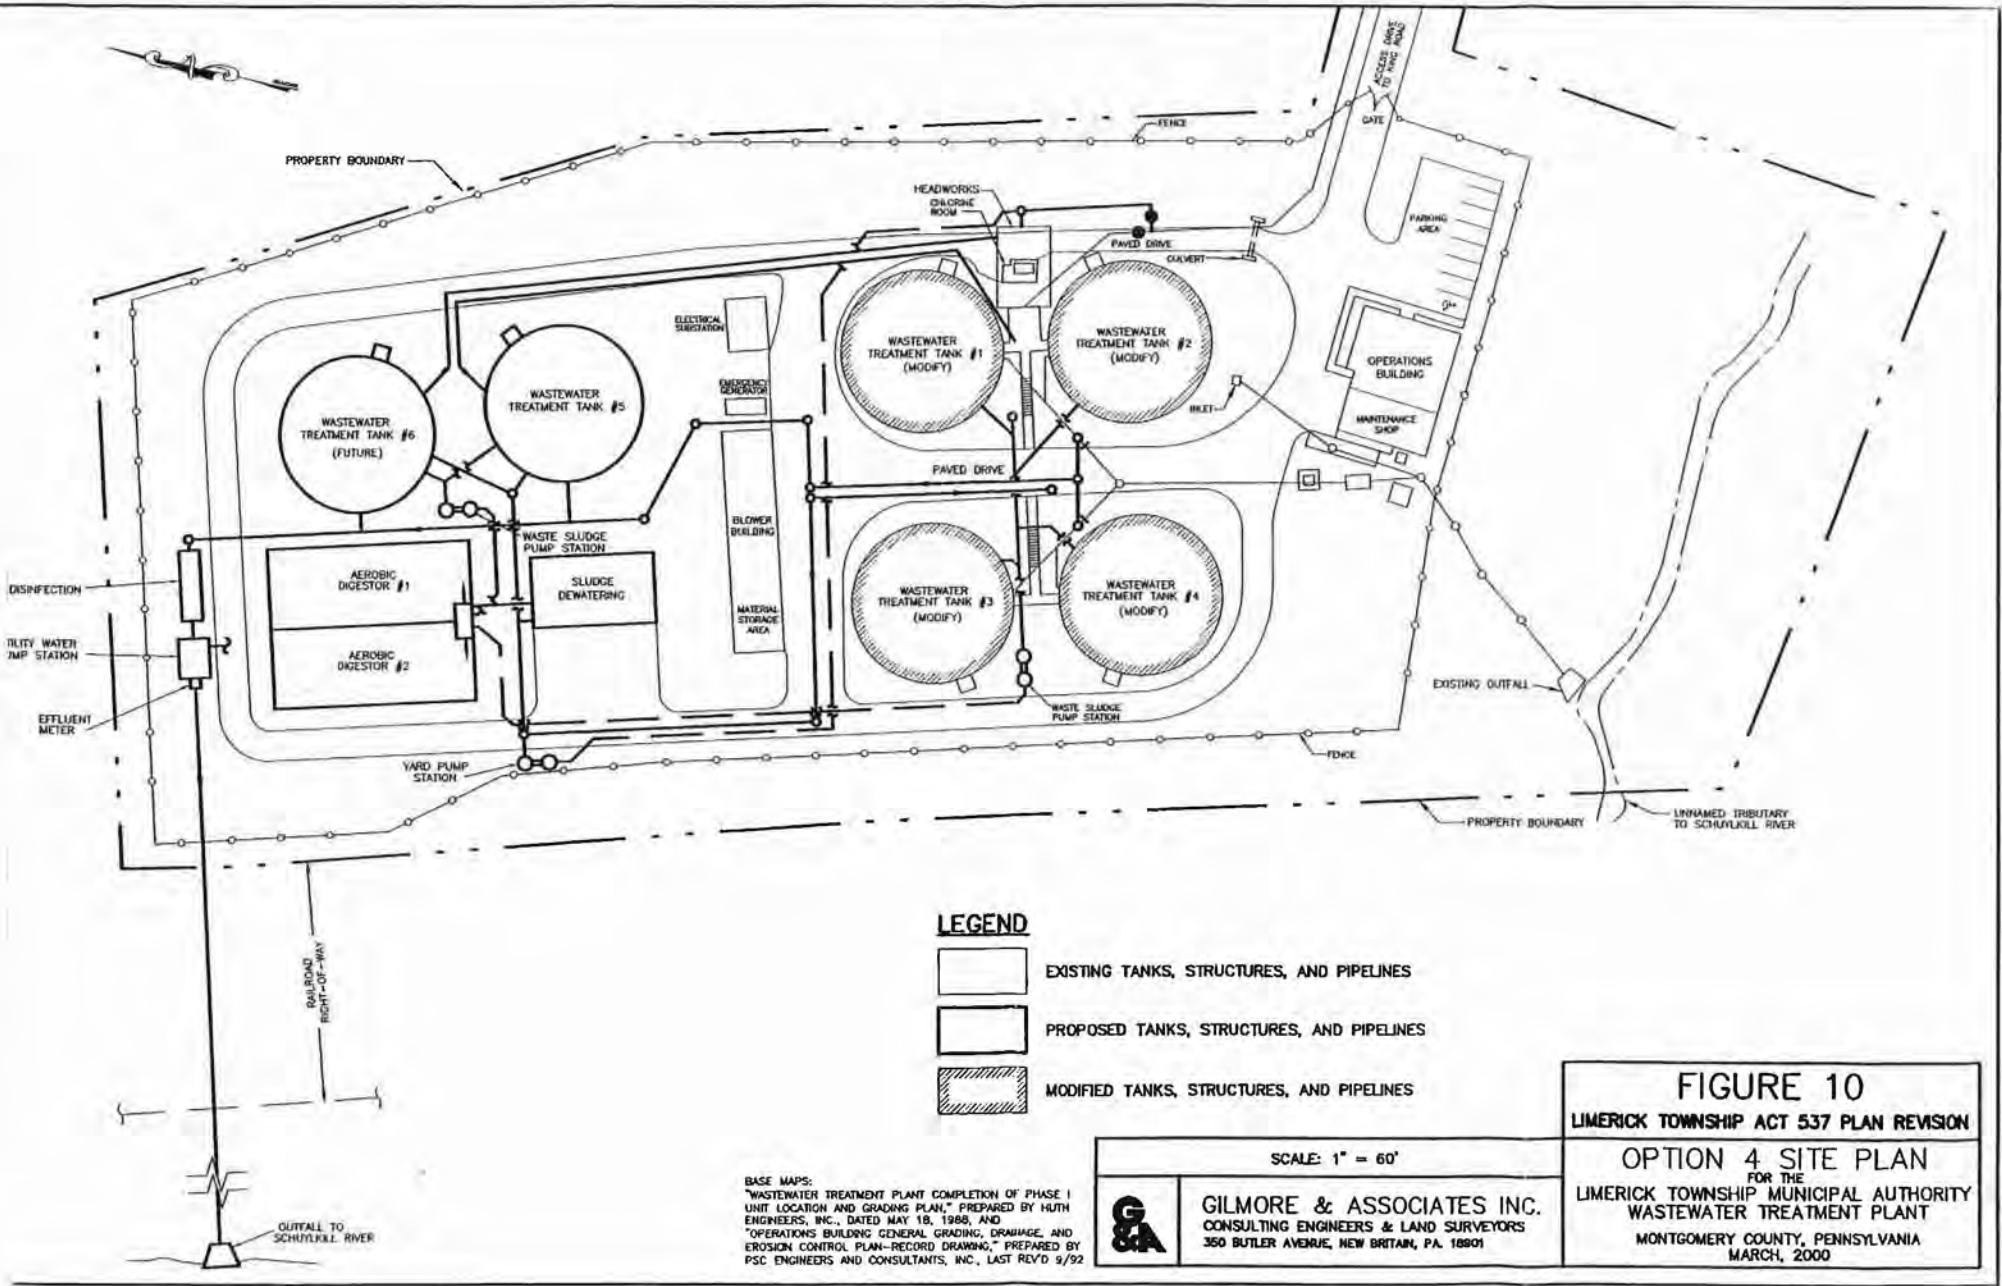 ACCESS DRIVE
TO KING ROAD
GATE
FENCE
PROPERTY BOUNDARY
HEADWORKS
CHLORINE
ROOM
PARKING
AREA
PAVED DRIVE
CULVERT
ELECTRICAL
SUBSTATION
WASTEWATER
TREATMENT TANK #1
(MODIFY)
WASTEWATER
TREATMENT TANK #2
(MODIFY)
OPERATIONS
BUILDING
EMERGENCY
GENERATOR
WASTEWATER
TREATMENT TANK #5
WASTEWATER
TREATMENT TANK #6
(FUTURE)
INLET
MAINTENANCE
SHOP
PAVED DRIVE
BLOWER
BUILDING
WASTE SLUDGE
PUMP STATION
DISINFECTION
AEROBIC
DIGESTOR #1
SLUDGE
DEWATERING
WASTEWATER
TREATMENT TANK #3
(MODIFY)
WASTEWATER
TREATMENT TANK #4
(MODIFY)
MATERIAL
STORAGE
AREA
ILITY WATER
MP STATION
AEROBIC
DIGESTOR #2
EXISTING OUTFALL
EFFLUENT
METER
WASTE SLUDGE
PUMP STATION
YARD PUMP
STATION
FENCE
PROPERTY BOUNDARY
UNNAMED TRIBUTARY
TO SCHUYLKILL RIVER
RAILROAD
RIGHT-OF-WAY
OUTFALL TO
SCHUYLKILL RIVER
LEGEND
EXISTING TANKS, STRUCTURES, AND PIPELINES
PROPOSED TANKS, STRUCTURES, AND PIPELINES
MODIFIED TANKS, STRUCTURES, AND PIPELINES
BASE MAPS:
"WASTEWATER TREATMENT PLANT COMPLETION OF PHASE I
UNIT LOCATION AND GRADING PLAN," PREPARED BY HUTH
ENGINEERS, INC., DATED MAY 18, 1988, AND
"OPERATIONS BUILDING GENERAL GRADING, DRAINAGE, AND
EROSION CONTROL PLAN-RECORD DRAWING," PREPARED BY
PSC ENGINEERS AND CONSULTANTS, INC., LAST REV'D 9/92
SCALE: 1" = 60'
G
&A
GILMORE & ASSOCIATES INC.
CONSULTING ENGINEERS & LAND SURVEYORS
350 BUTLER AVENUE, NEW BRITAIN, PA. 18901
FIGURE 10
LIMERICK TOWNSHIP ACT 537 PLAN REVISION
OPTION 4 SITE PLAN
FOR THE
LIMERICK TOWNSHIP MUNICIPAL AUTHORITY
WASTEWATER TREATMENT PLANT
MONTGOMERY COUNTY, PENNSYLVANIA
MARCH, 2000